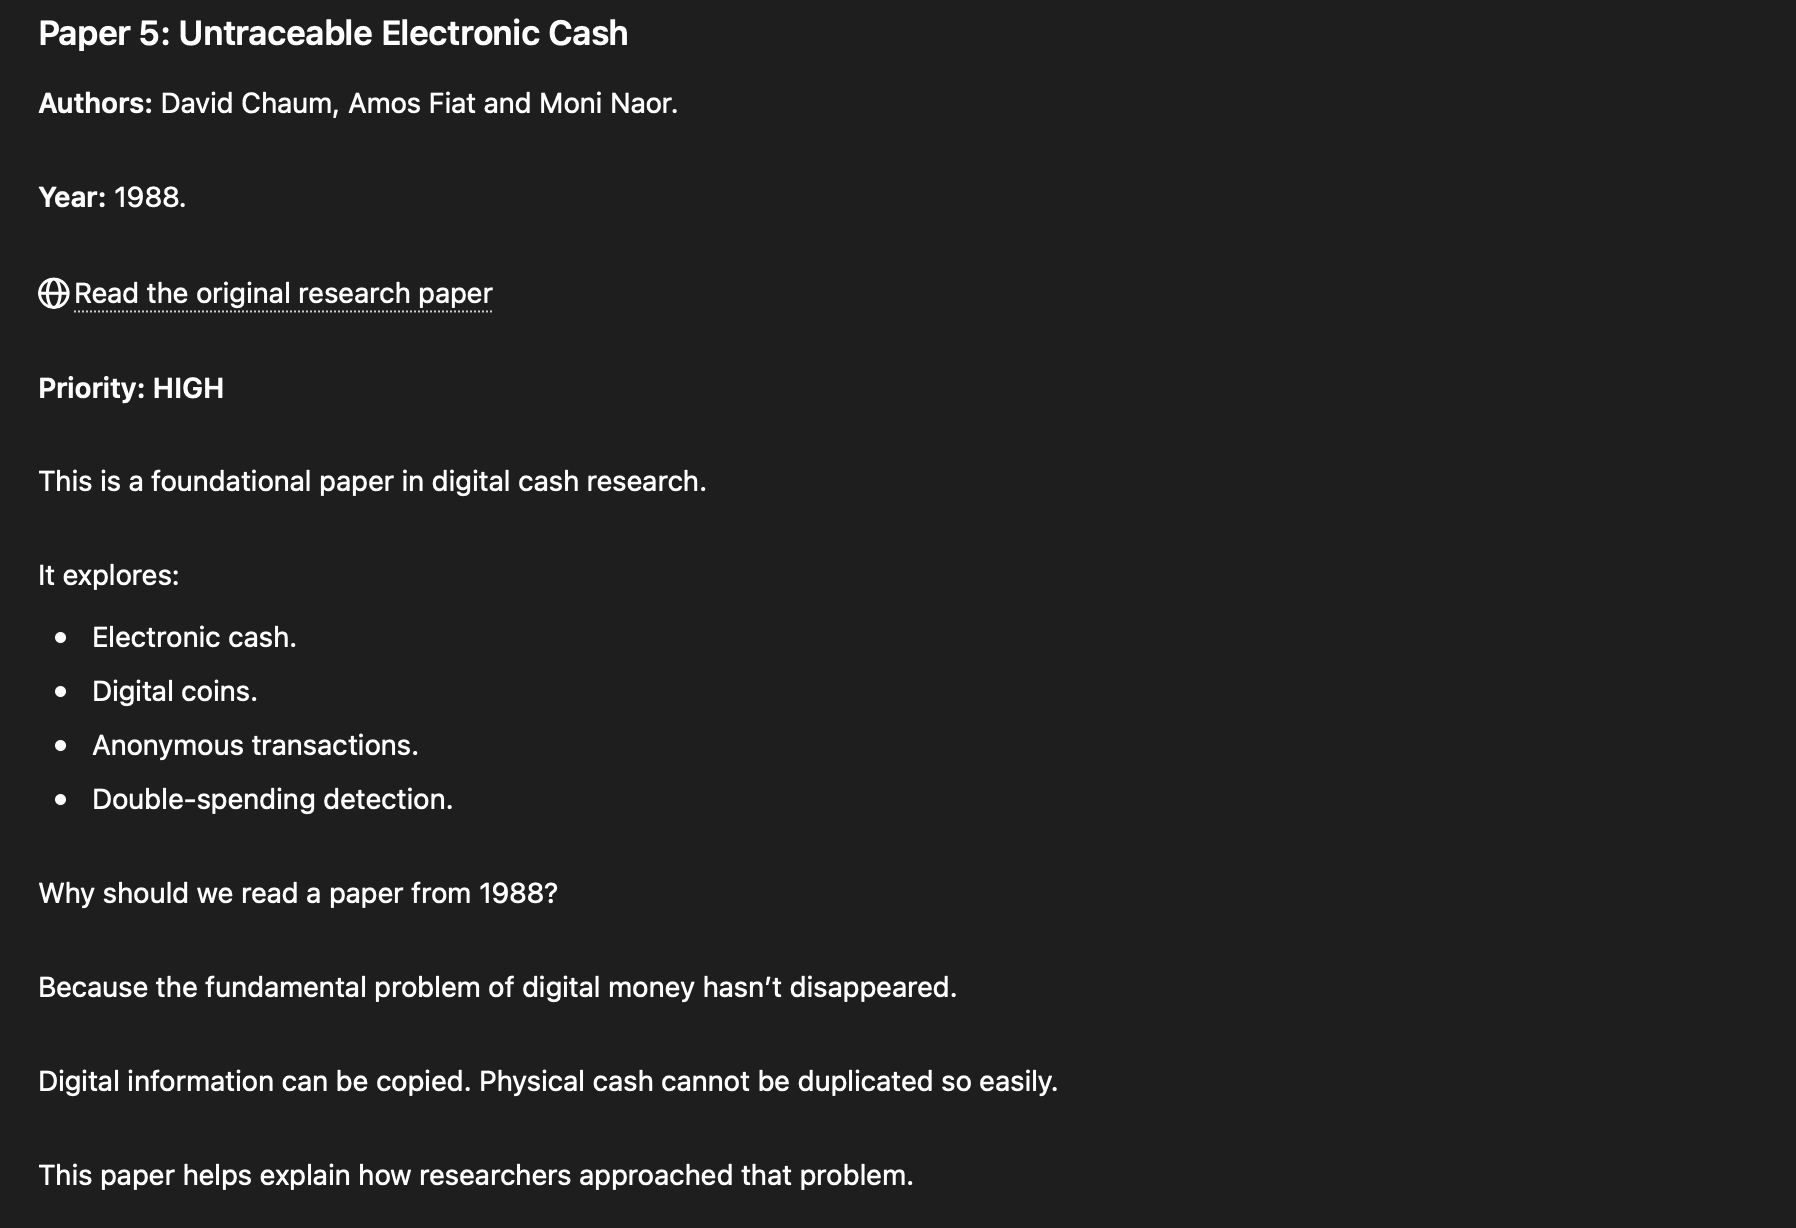 Paper 5: Untraceable Electronic Cash
Authors: David Chaum, Amos Fiat and Moni Naor.
Year: 1988.
Read the original research paper
Priority: HIGH
This is a foundational paper in digital cash research.
It explores:
• Electronic cash.
• Digital coins.
• Anonymous transactions.
• Double-spending detection.
Why should we read a paper from 1988?
Because the fundamental problem of digital money hasn’t disappeared.
Digital information can be copied. Physical cash cannot be duplicated so easily.
This paper helps explain how researchers approached that problem.